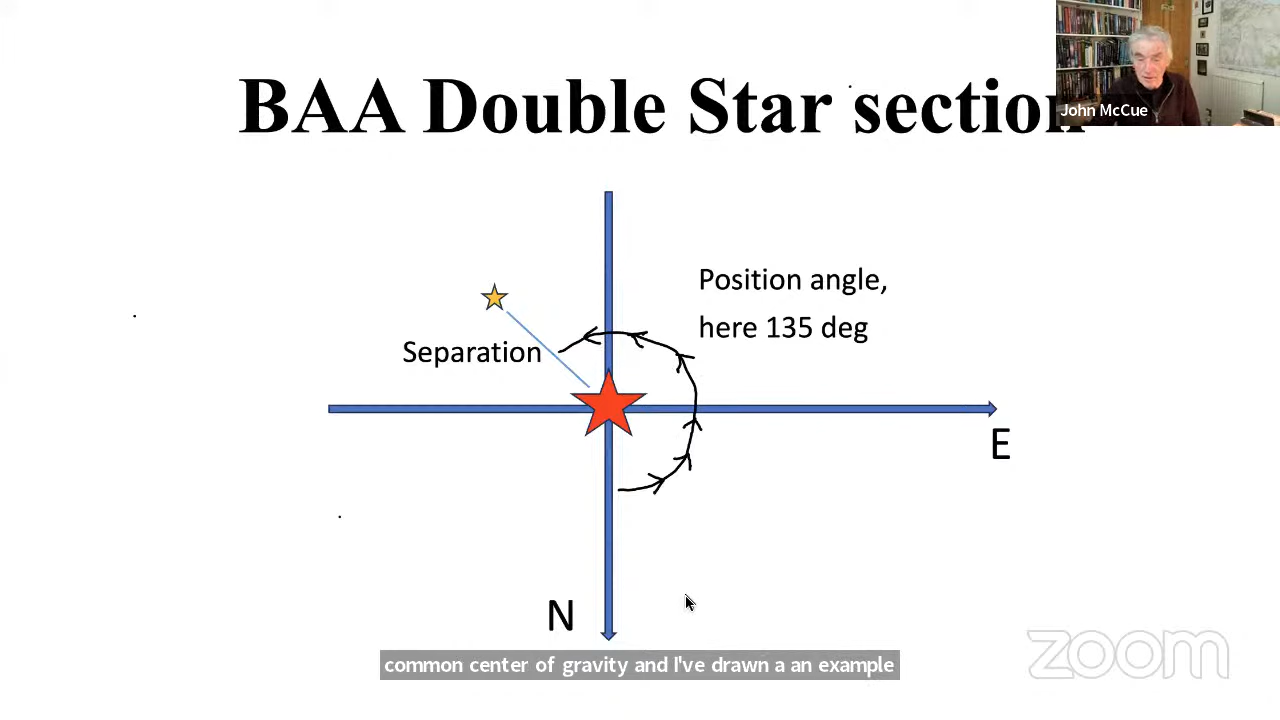 BAA Double Star section
John McCue
Position angle,
here 135 deg
Separation
E
N
common center of gravity and I've drawn a an example
zoom